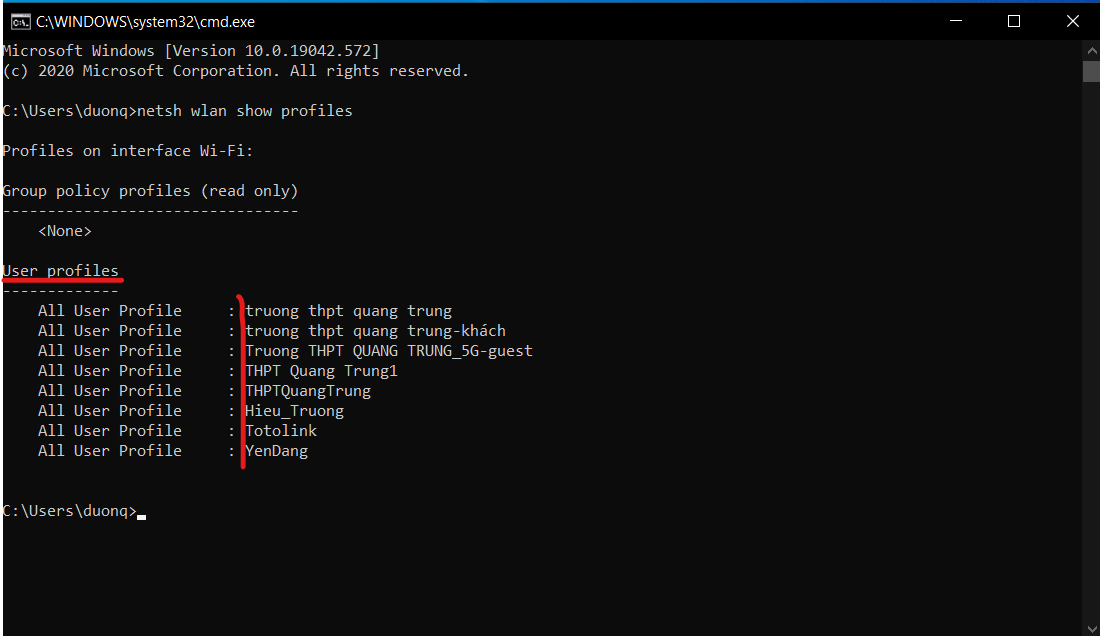 C:\WINDOWS\system32\cmd.exe
Microsoft Windows [Version 10.0.19042.572]
(c) 2020 Microsoft Corporation. All rights reserved.
C:\Users\duonq>netsh wlan show profiles
Profiles on interface Wi-Fi:
Group policy profiles (read only)
---------------------------------
    <None>
User profiles
-------------
    All User Profile     : truong thpt quang trung
    All User Profile     : truong thpt quang trung-khách
    All User Profile     : Truong THPT QUANG TRUNG_5G-guest
    All User Profile     : THPT Quang Trung1
    All User Profile     : THPTQuangTrung
    All User Profile     : Hieu_Truong
    All User Profile     : Totolink
    All User Profile     : YenDang
C:\Users\duonq>